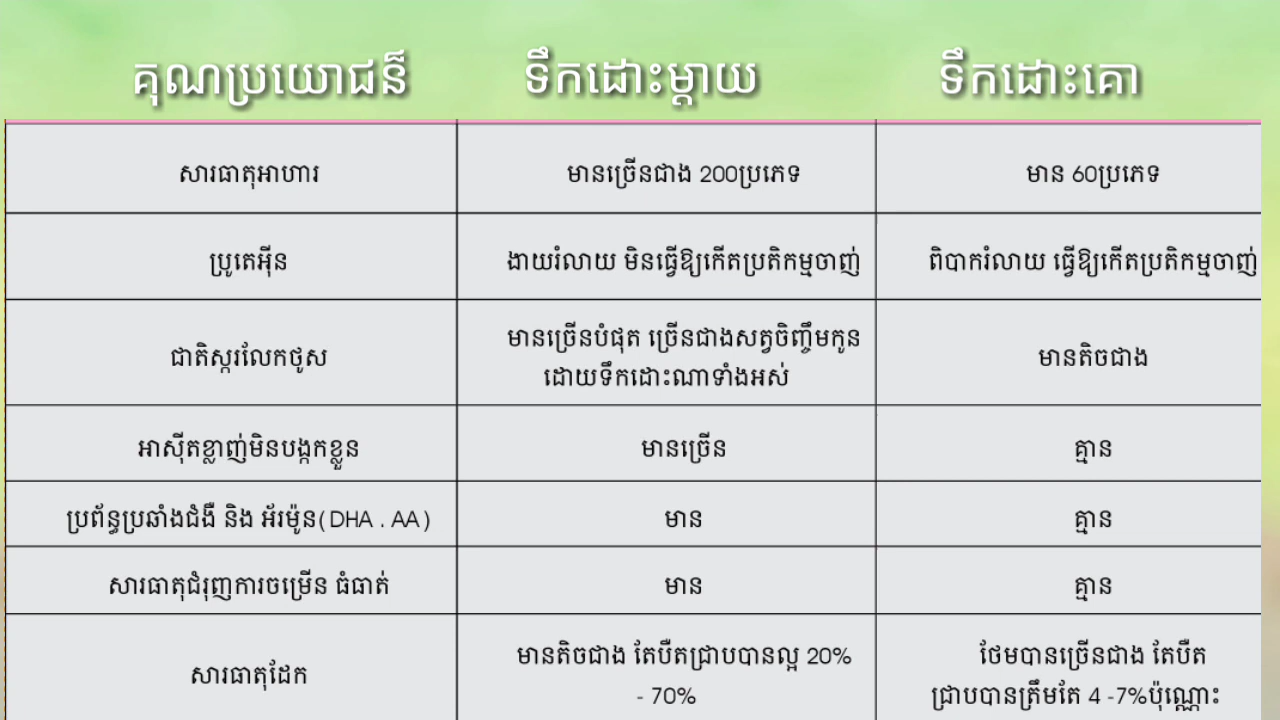 គុណប្រយោជន៏ ទឹកដោះម្ដាយ ទឹកដោះគោ
សារធាតុអាហារ មានច្រើនជាង 200ប្រភេទ មាន 60ប្រភេទ
ប្រូតេអ៊ីន ងាយរំលាយ មិនធ្វើឱ្យកើតប្រតិកម្មចាញ់ ពិបាករំលាយ ធ្វើឱ្យកើតប្រតិកម្មចាញ់
ជាតិស្ករលែកថូស មានច្រើនបំផុត ច្រើនជាងសត្វចិញ្ចឹមកូន មានតិចជាង
ដោយទឹកដោះណាទាំងអស់
អាស៊ីតខ្លាញ់មិនបង្កកខ្លួន មានច្រើន គ្មាន
ប្រព័ន្ធប្រឆាំងជំងឺ និង អ័រម៉ូន(DHA . AA) មាន គ្មាន
សារធាតុជំរុញការចម្រើន ធំធាត់ មាន គ្មាន
សារធាតុដែក មានតិចជាង តែបឺតជ្រាបបានល្អ 20% ថែមបានច្រើនជាង តែបឺត
- 70% ជ្រាបបានត្រឹមតែ 4 -7%ប៉ុណ្ណោះ